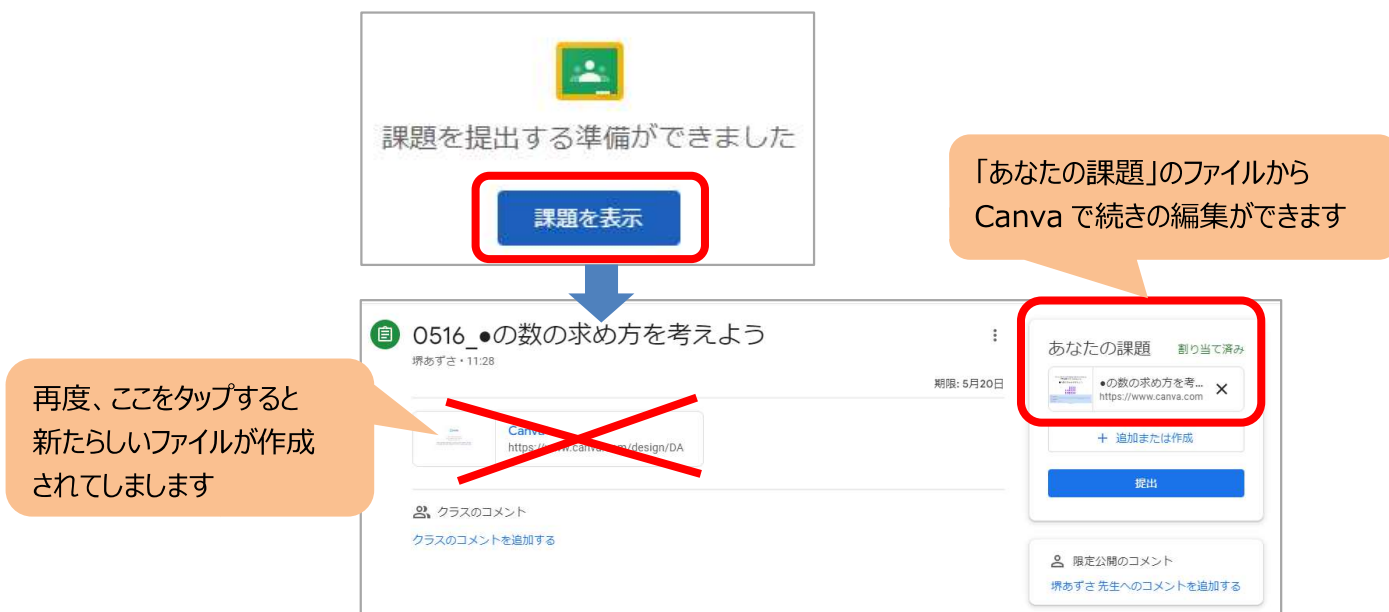 課題を提出する準備ができました
課題を表示
「あなたの課題」のファイルから
Canva で続きの編集ができます
0516_●の数の求め方を考えよう
堺あずさ・11:28
期限: 5月20日
再度、ここをタップすると
新たらしいファイルが作成
されてしまします
Canva
https://www.canva.com/design/DA
クラスのコメント
クラスのコメントを追加する
あなたの課題 割り当て済み
●の数の求め方を考...
https://www.canva.com
+ 追加または作成
提出
限定公開のコメント
堺あずさ 先生へのコメントを追加する